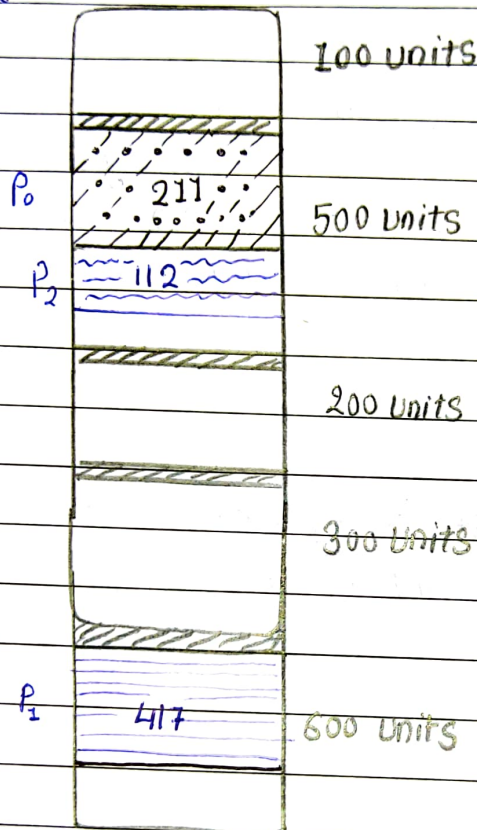 100 units
P₀ 211 500 units
P₂ 112
200 units
300 units
P₁ 417 600 units